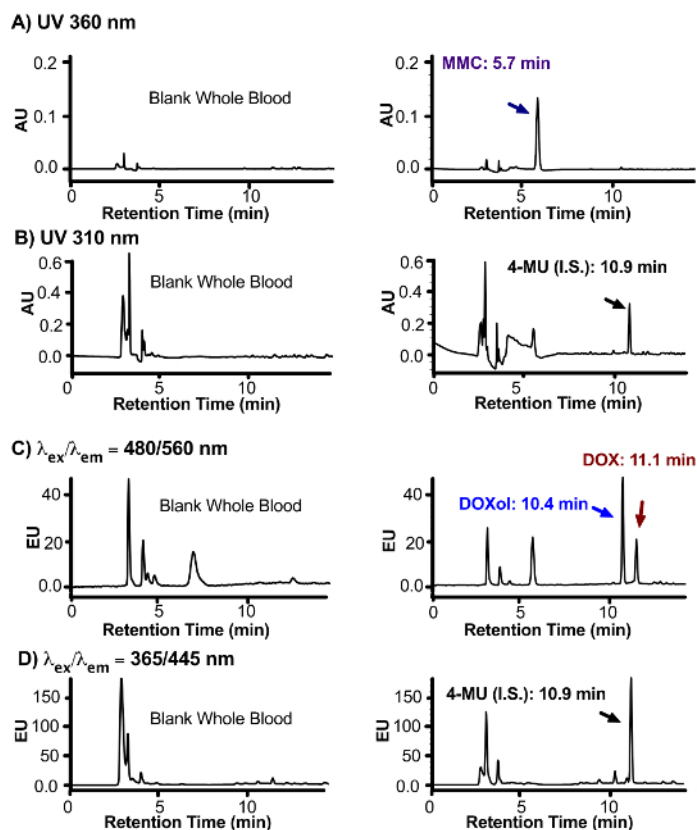 A) UV 360 nm
0.2
0.1
0.0
AU
Blank Whole Blood
0
5
10
Retention Time (min)
0.2
0.1
0.0
AU
MMC: 5.7 min
0
5
10
Retention Time (min)
B) UV 310 nm
0.6
0.4
0.2
0.0
AU
Blank Whole Blood
0
5
10
Retention Time (min)
0.6
0.4
0.2
0.0
AU
4-MU (I.S.): 10.9 min
0
5
10
Retention Time (min)
C) λex/λem = 480/560 nm
40
20
0.0
EU
Blank Whole Blood
0
5
10
Retention Time (min)
DOX: 11.1 min
DOXol: 10.4 min
40
20
0.0
EU
0
5
10
Retention Time (min)
D) λex/λem = 365/445 nm
150
100
50
0
EU
Blank Whole Blood
0
5
10
Retention Time (min)
150
100
50
0
EU
4-MU (I.S.): 10.9 min
0
5
10
Retention Time (min)